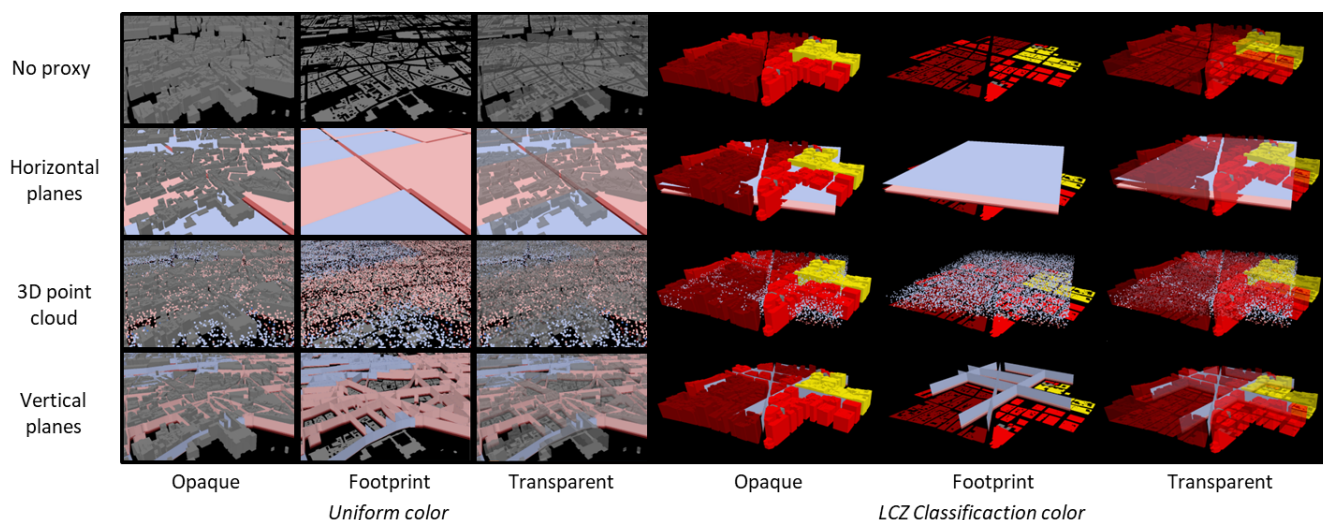 No proxy
Horizontal
planes
3D point
cloud
Vertical
planes
Opaque
Footprint
Transparent
Opaque
Footprint
Transparent
Uniform color
LCZ Classificaction color